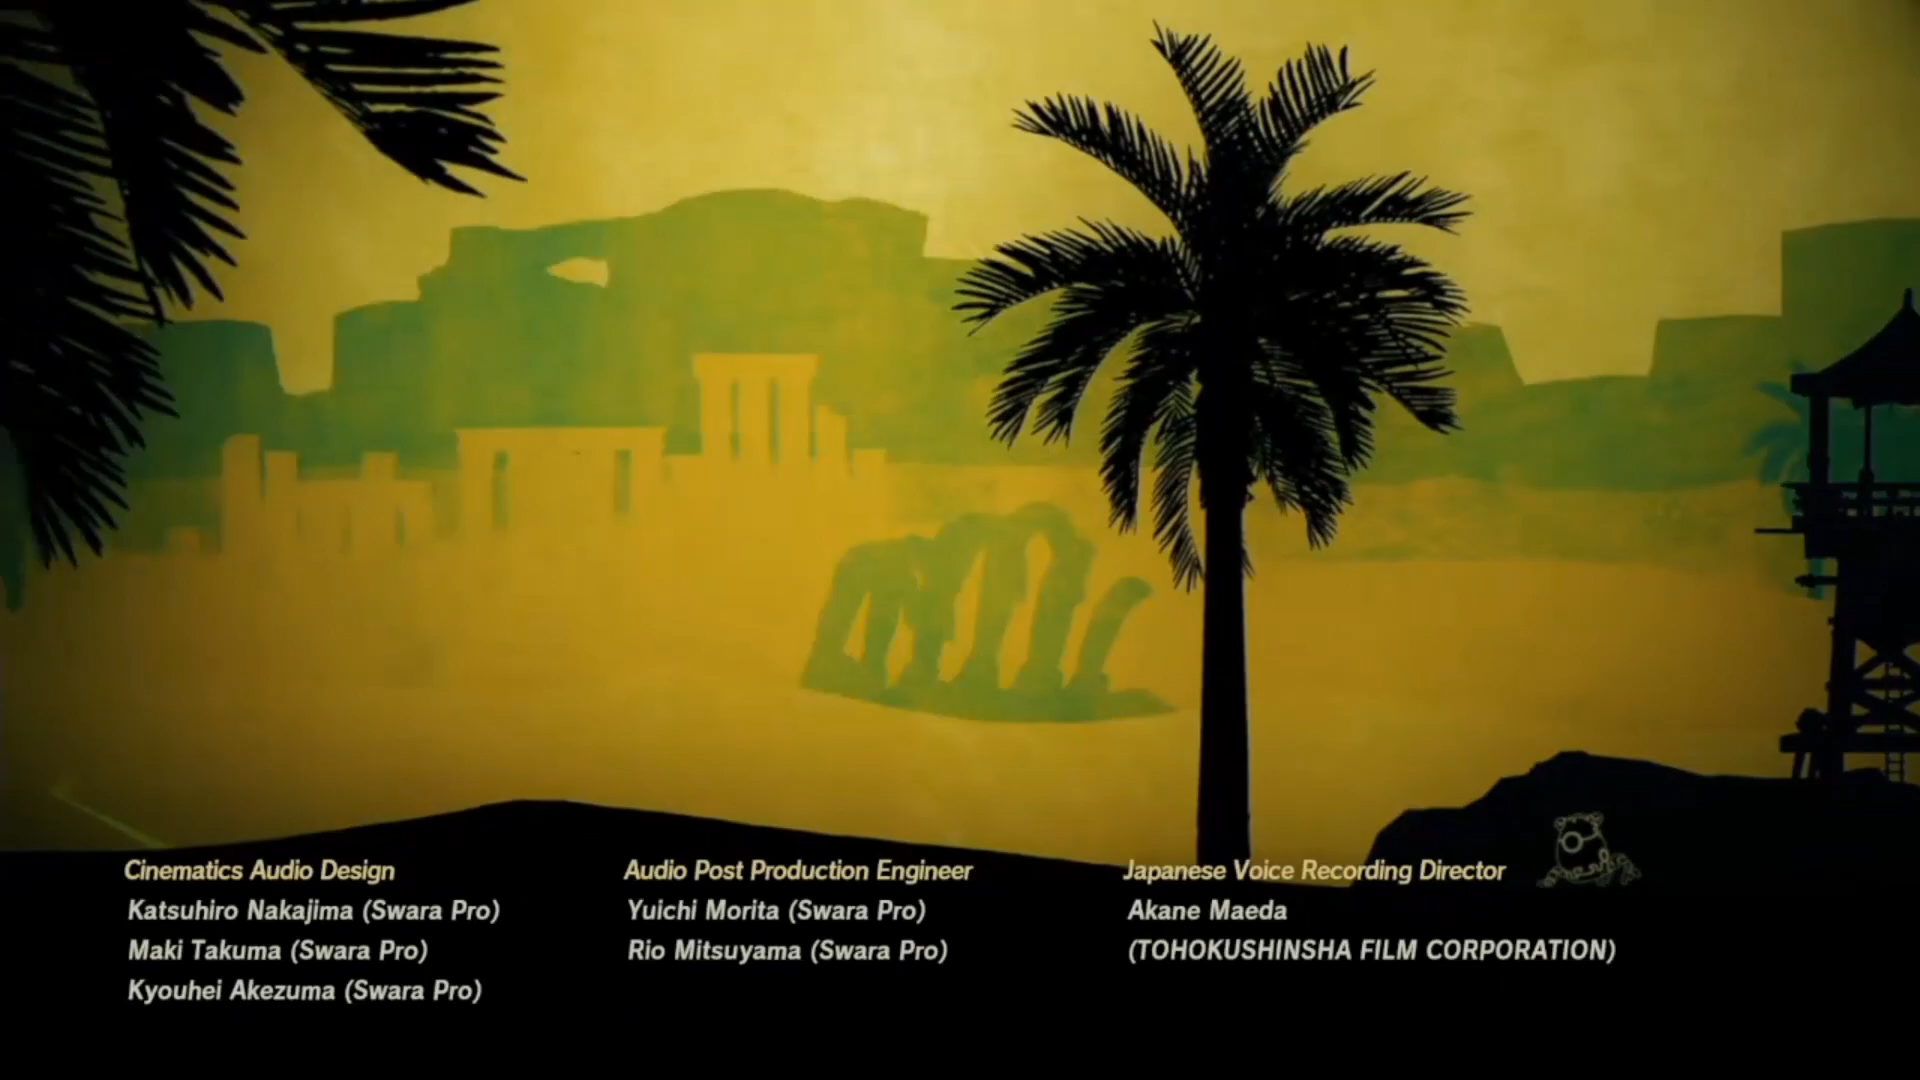 Cinematics Audio Design
Katsuhiro Nakajima (Swara Pro)
Maki Takuma (Swara Pro)
Kyouhei Akezuma (Swara Pro)
Audio Post Production Engineer
Yuichi Morita (Swara Pro)
Rio Mitsuyama (Swara Pro)
Japanese Voice Recording Director
Akane Maeda
(TOHOKUSHINSHA FILM CORPORATION)